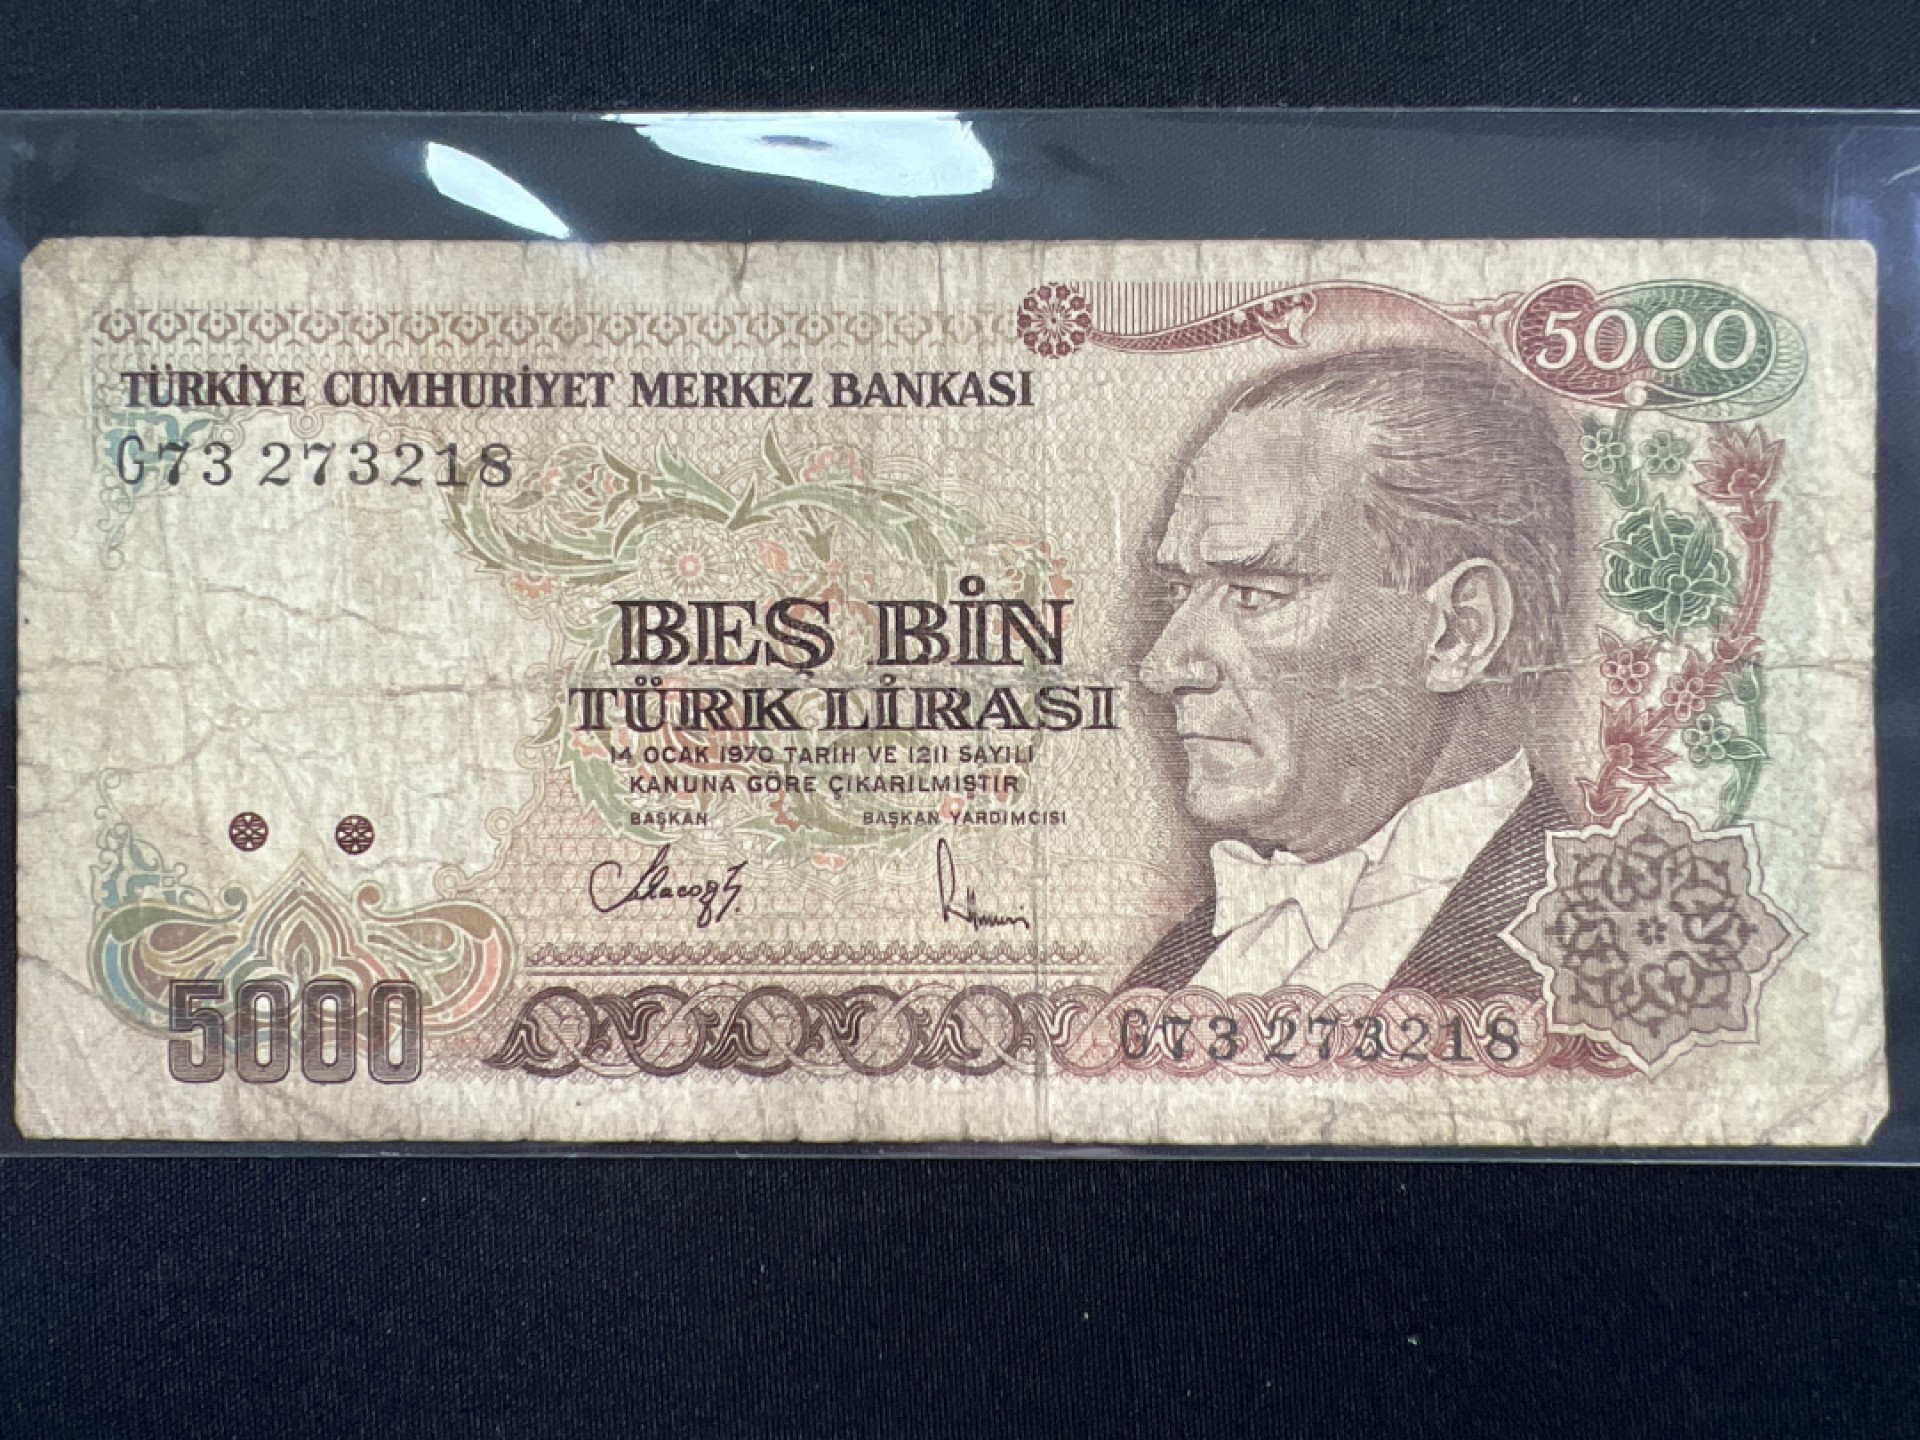 5000
TÜRKİYE CUMHURİYET MERKEZ BANKASI
G73 273218
BEŞ BİN
TÜRK LİRASI
14 OCAK 1970 TARİH VE 1211 SAYILI
KANUNA GÖRE ÇIKARILMIŞTIR
BAŞKAN BAŞKAN YARDIMCISI
5000
G73 273218